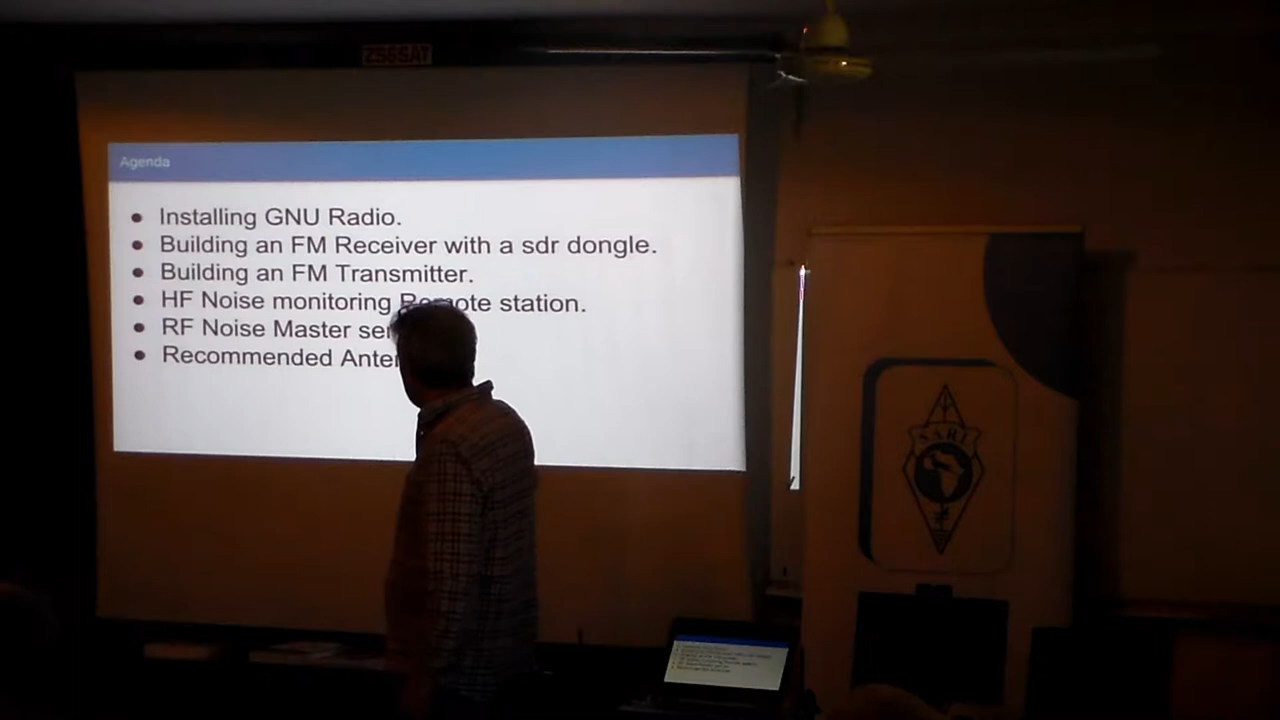 ZS6SAT
Agenda
● Installing GNU Radio.
● Building an FM Receiver with a sdr dongle.
● Building an FM Transmitter.
● HF Noise monitoring Remote station.
● RF Noise Master
● Recommended
SARL